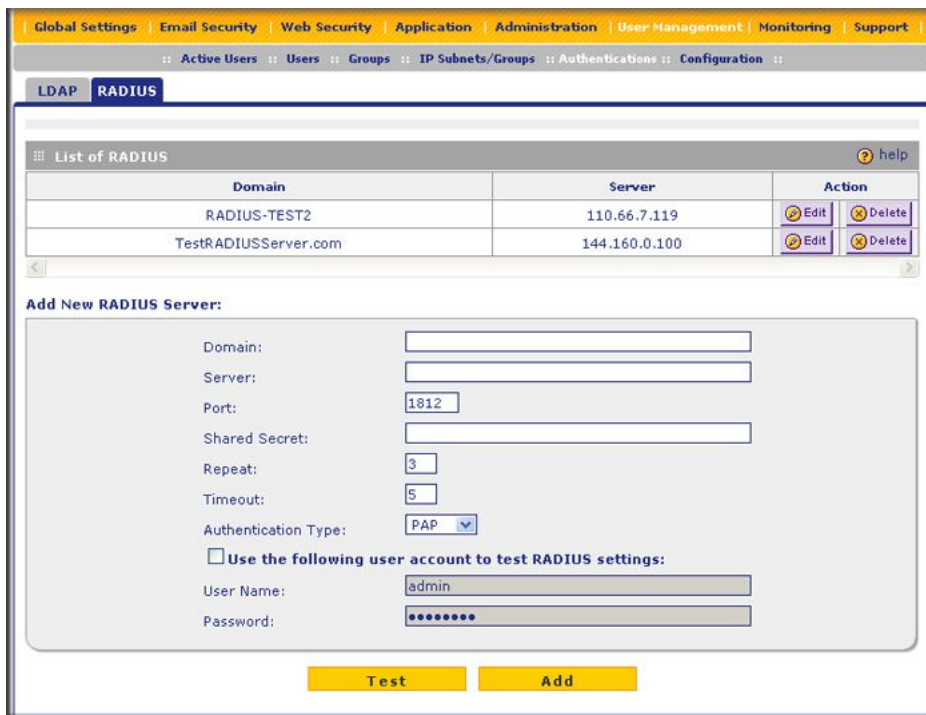 Global Settings | Email Security | Web Security | Application | Administration | User Management | Monitoring | Support
:: Active Users :: Users :: Groups :: IP Subnets/Groups :: Authentications :: Configuration ::
LDAP RADIUS
List of RADIUS help
Domain Server Action
RADIUS-TEST2 110.66.7.119 Edit Delete
TestRADIUSServer.com 144.160.0.100 Edit Delete
Add New RADIUS Server:
Domain:
Server:
Port: 1812
Shared Secret:
Repeat: 3
Timeout: 5
Authentication Type: PAP
Use the following user account to test RADIUS settings:
User Name: admin
Password: ••••••••
Test Add